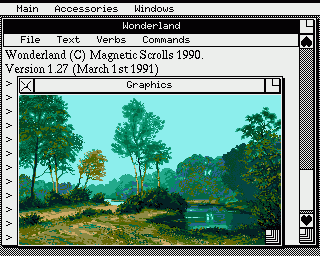 Main Accessories Windows
Wonderland
File Text Verbs Commands
Wonderland (C) Magnetic Scrolls 1990.
Version 1.27 (March 1st 1991)
> Graphics
>
>
>
>
>
>
>
>